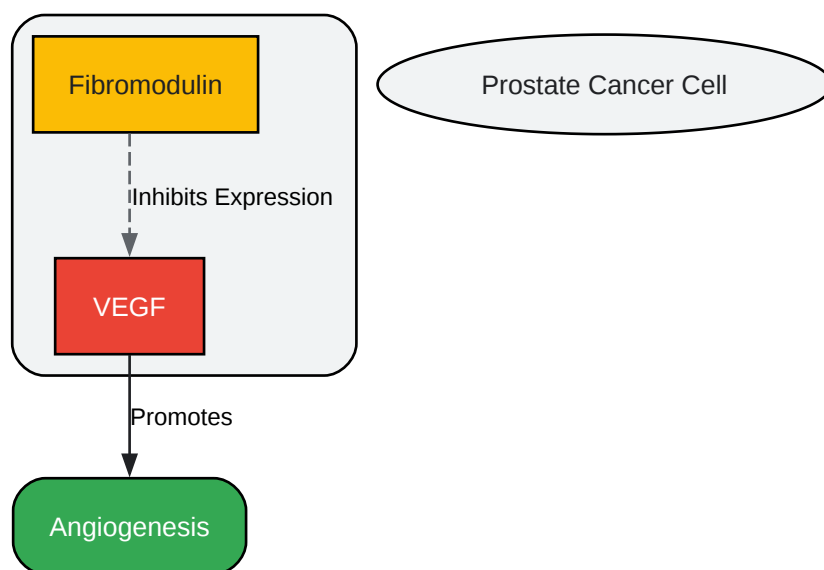 Fibromodulin
Prostate Cancer Cell
Inhibits Expression
VEGF
Promotes
Angiogenesis